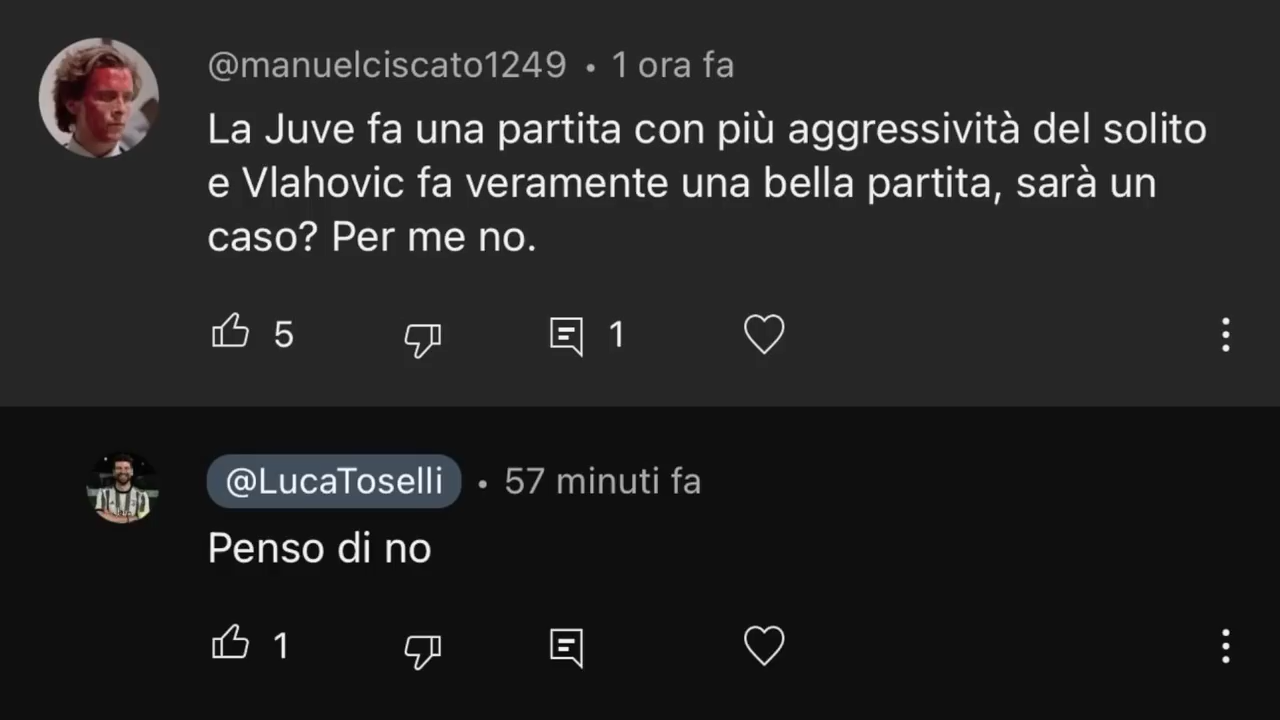 @manuelciscato1249 • 1 ora fa
La Juve fa una partita con più aggressività del solito
e Vlahovic fa veramente una bella partita, sarà un
caso? Per me no.
5 1
@LucaToselli • 57 minuti fa
Penso di no
1